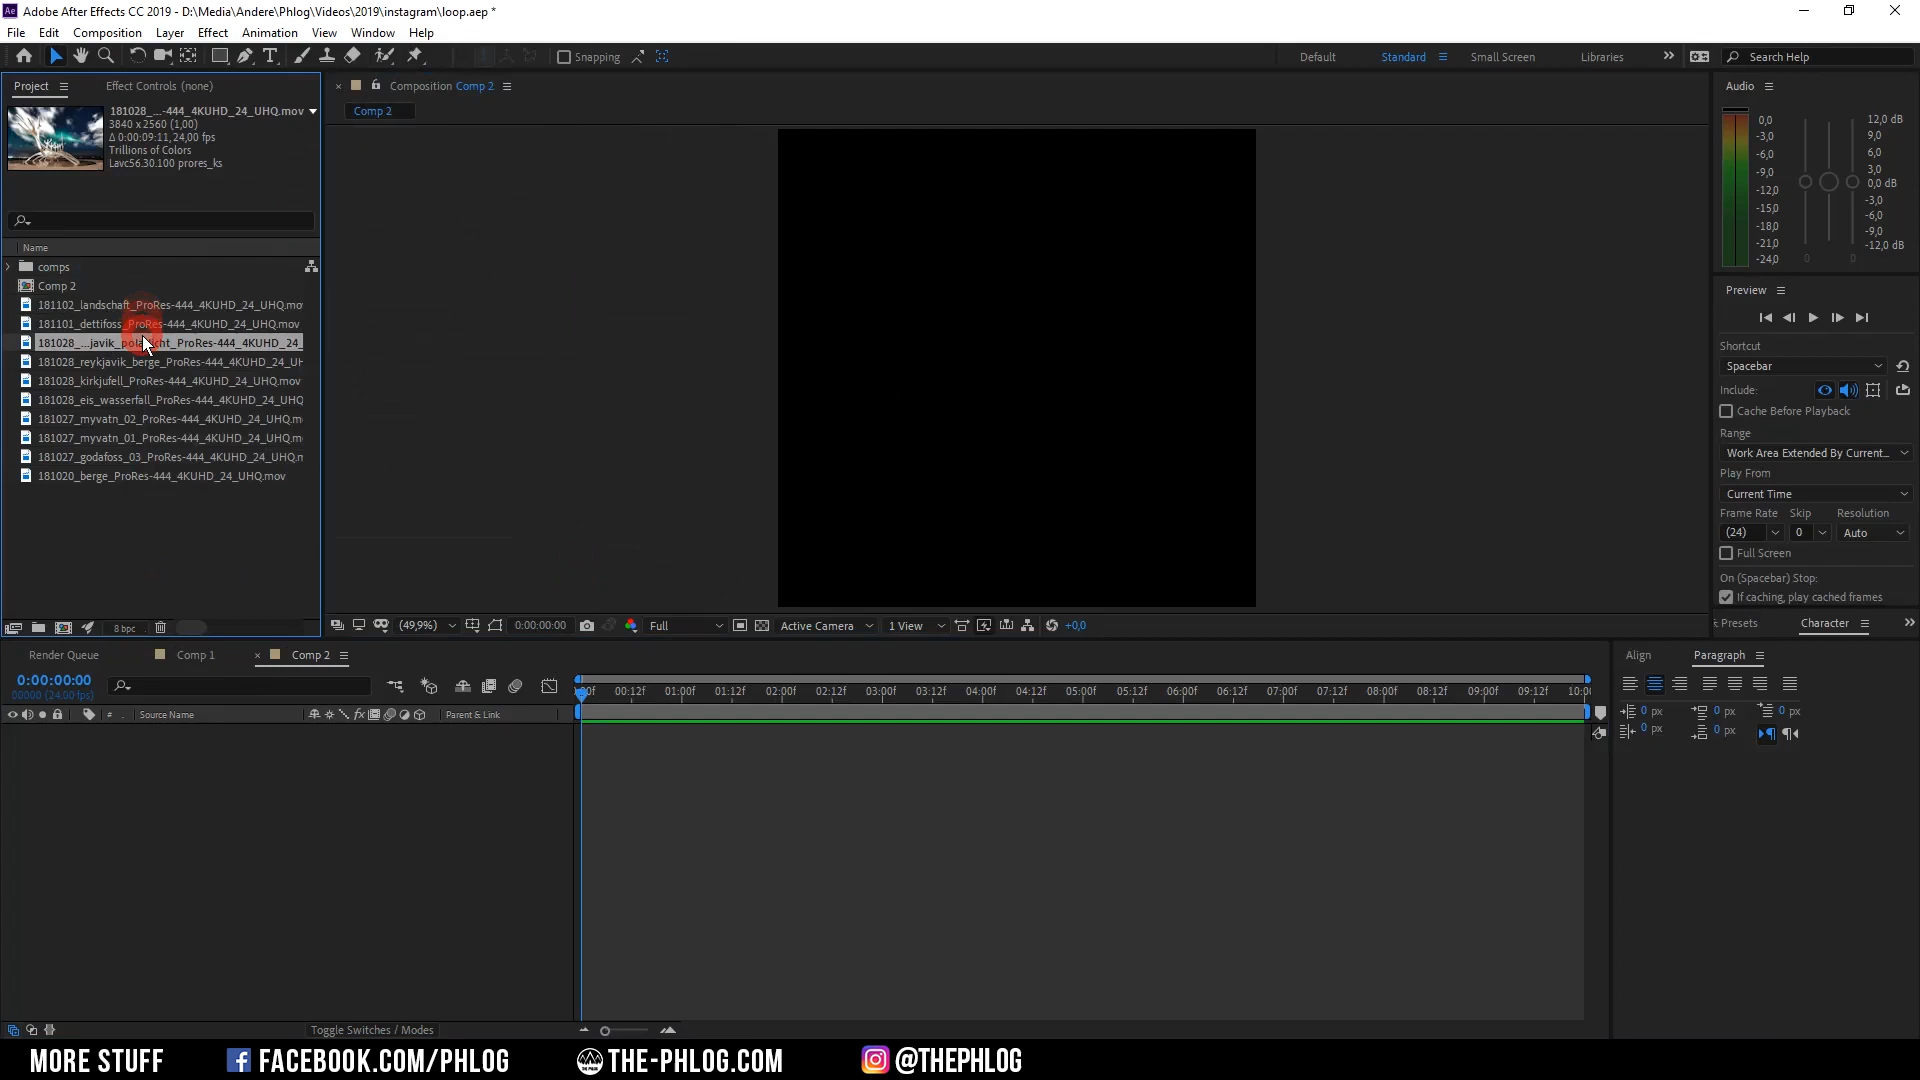 Adobe After Effects CC 2019 - D:\Media\Andere\Phlog\Videos\2019\instagram\loop.aep *
File Edit Composition Layer Effect Animation View Window Help
Snapping Default Standard Small Screen Libraries Search Help
Project Effect Controls (none)
181028_...-444_4KUHD_24_UHQ.mov
3840 x 2560 (1,00)
Δ 0:00:09:11, 24,00 fps
Trillions of Colors
Lavc56.30.100 prores_ks
Name
comps
Comp 2
181102_landschaft_ProRes-444_4KUHD_24_UHQ.mo
181101_dettifoss_ProRes-444_4KUHD_24_UHQ.mov
181028_...javik_polarlicht_ProRes-444_4KUHD_24_
181028_reykjavik_berge_ProRes-444_4KUHD_24_UH
181028_kirkjufell_ProRes-444_4KUHD_24_UHQ.mov
181028_eis_wasserfall_ProRes-444_4KUHD_24_UHQ
181027_myvatn_02_ProRes-444_4KUHD_24_UHQ.m
181027_myvatn_01_ProRes-444_4KUHD_24_UHQ.m
181027_godafoss_03_ProRes-444_4KUHD_24_UHQ.m
181020_berge_ProRes-444_4KUHD_24_UHQ.mov
8 bpc
Composition Comp 2
Comp 2
(49,9%) 0:00:00:00 Full Active Camera 1 View +0,0
Audio
0,0
-3,0
-6,0
-9,0
-12,0
-15,0
-18,0
-21,0
-24,0
12,0 dB
9,0
6,0
3,0
0,0 dB
-3,0
-6,0
-9,0
-12,0 dB
0 0
Preview
Shortcut
Spacebar
Include:
Cache Before Playback
Range
Work Area Extended By Current...
Play From
Current Time
Frame Rate Skip Resolution
(24) 0 Auto
Full Screen
On (Spacebar) Stop:
If caching, play cached frames
Presets Character
Render Queue Comp 1 Comp 2
0:00:00:00
00000 (24.00 fps)
# Source Name fx Parent & Link
00f 00:12f 01:00f 01:12f 02:00f 02:12f 03:00f 03:12f 04:00f 04:12f 05:00f 05:12f 06:00f 06:12f 07:00f 07:12f 08:00f 08:12f 09:00f 09:12f 10:0
Toggle Switches / Modes
Align Paragraph
0 px 0 px 0 px
0 px 0 px
MORE STUFF FACEBOOK.COM/PHLOG THE-PHLOG.COM @THEPHLOG